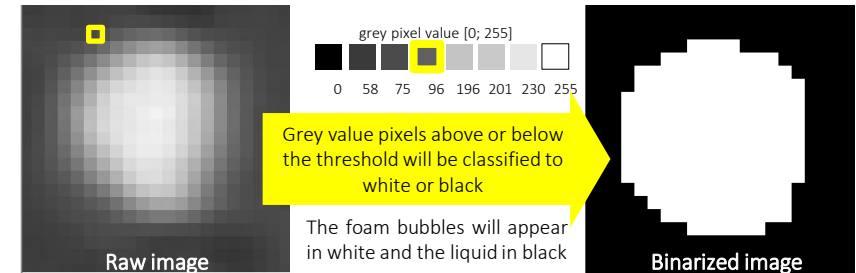 grey pixel value [0; 255]
0 58 75 96 196 201 230 255
Grey value pixels above or below
the threshold will be classified to
white or black
The foam bubbles will appear
in white and the liquid in black
Raw image
Binarized image